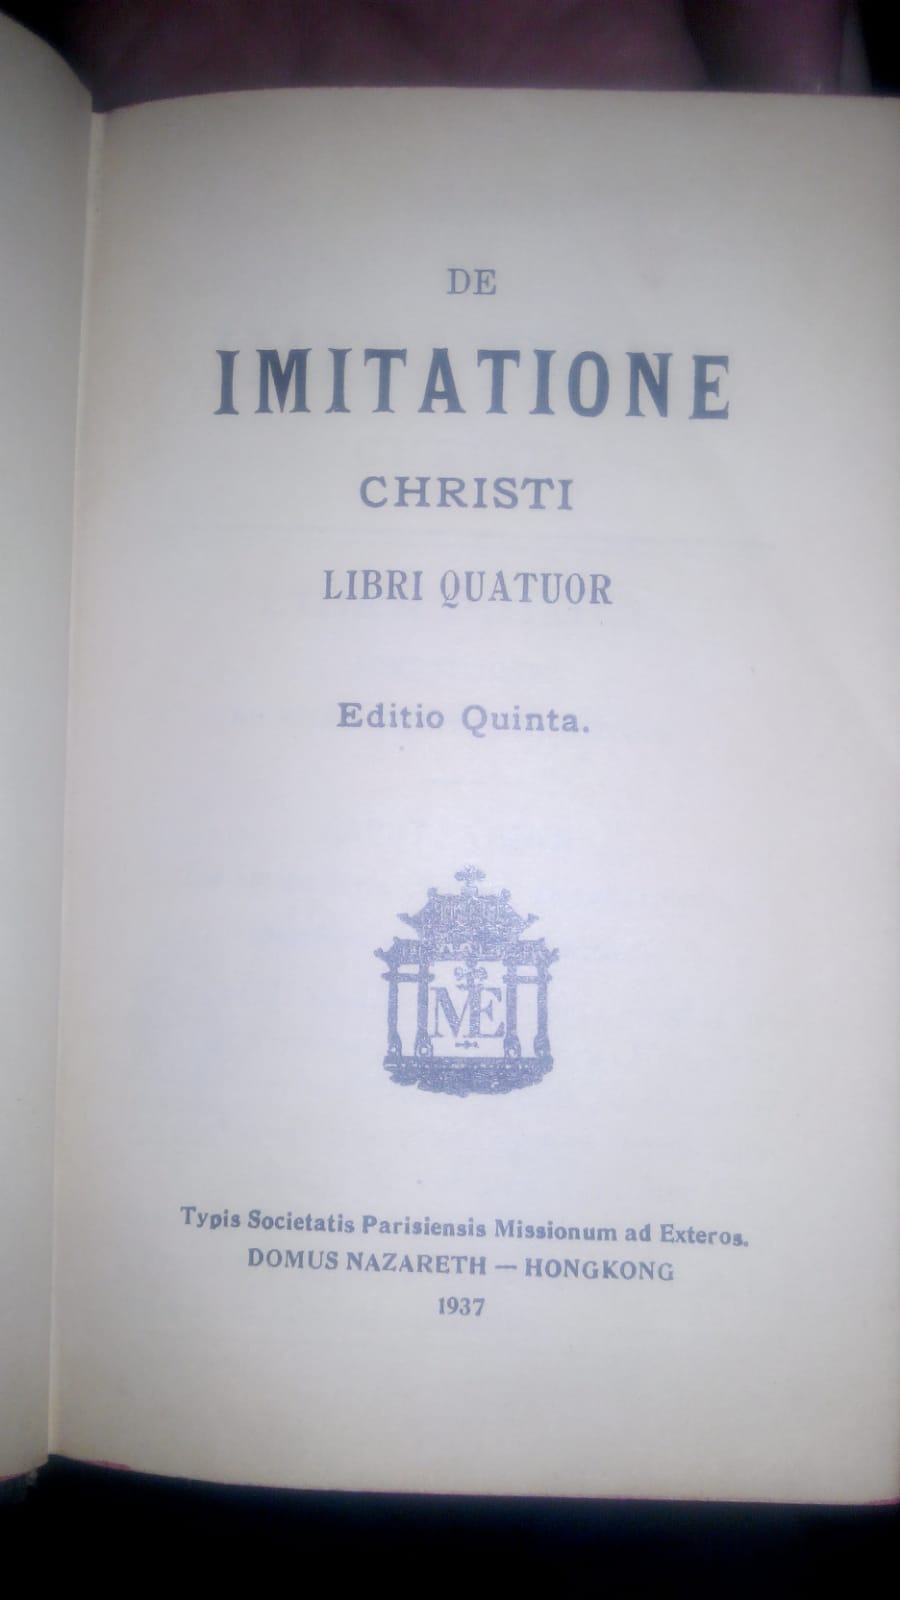 DE
IMITATIONE
CHRISTI
LIBRI QUATUOR
Editio Quinta.
ME
Typis Societatis Parisiensis Missionum ad Exteros.
DOMUS NAZARETH — HONGKONG
1937